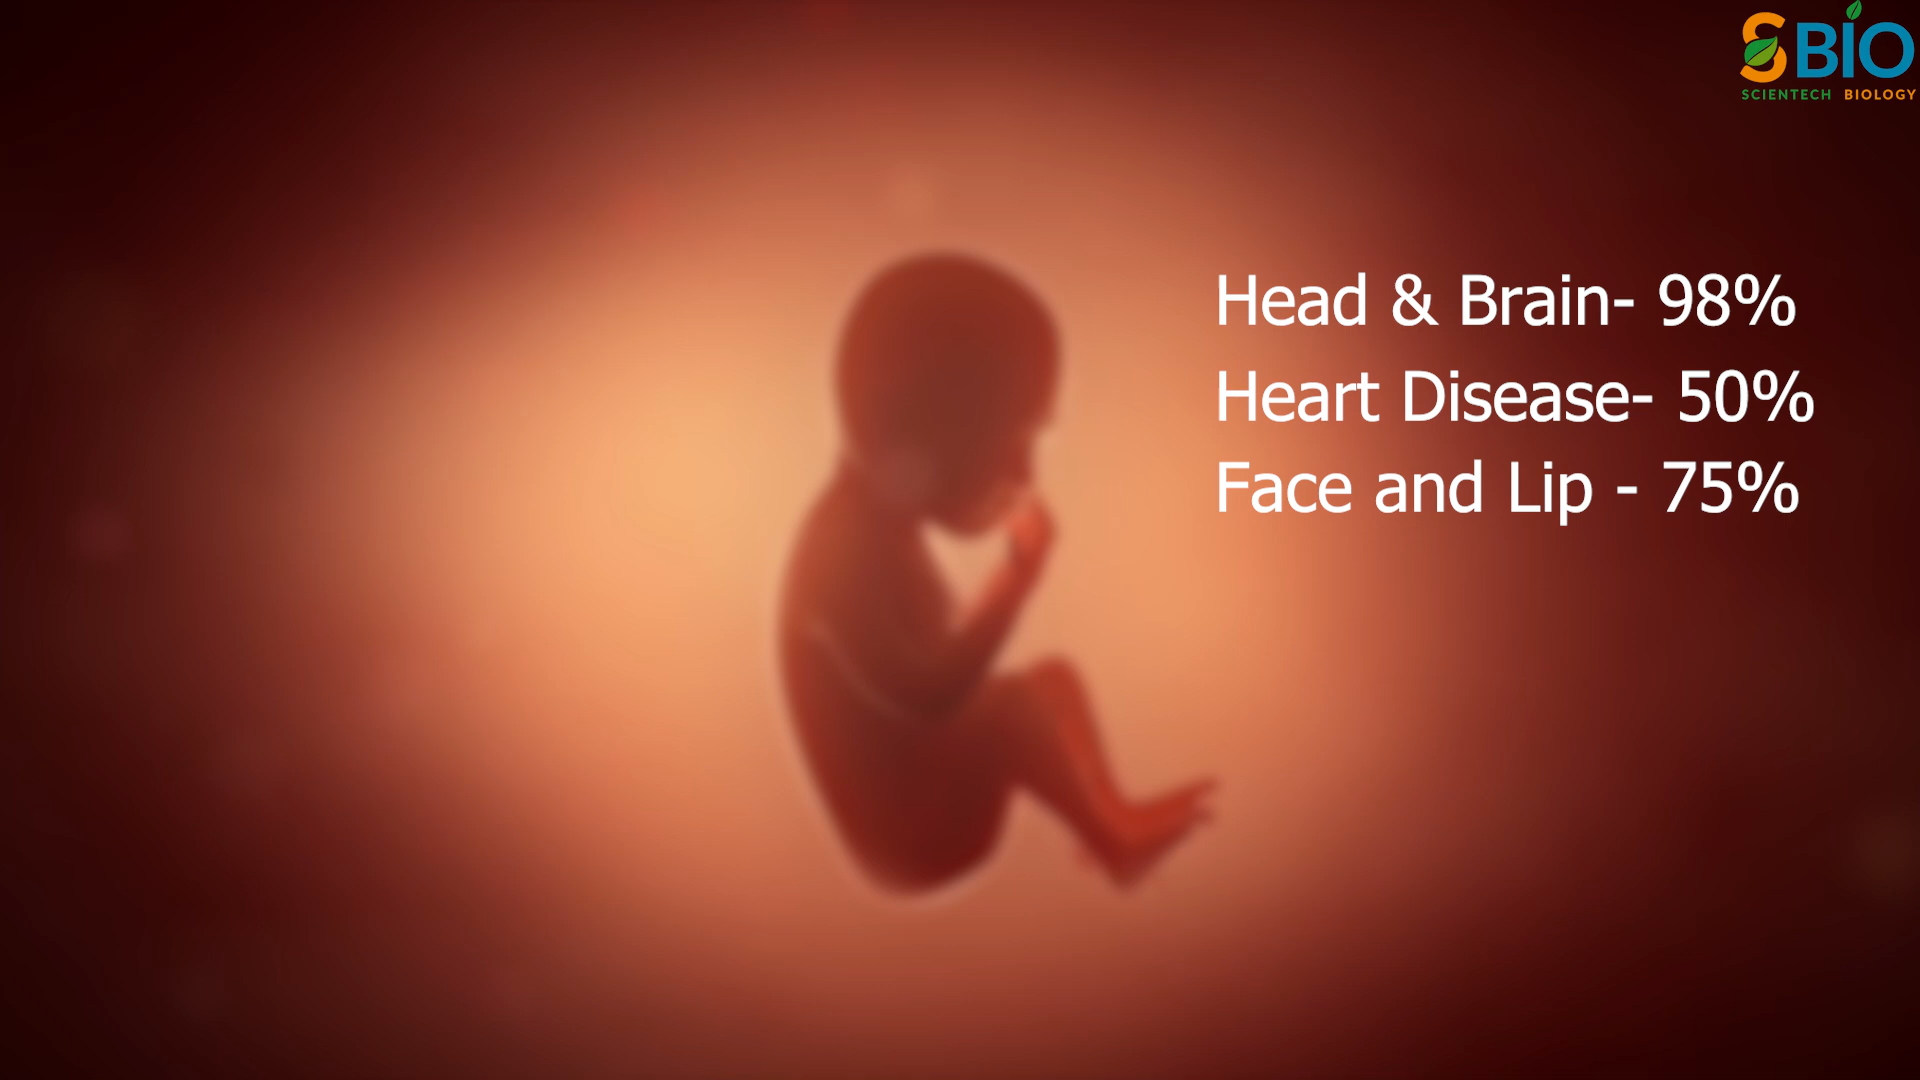 SBIO
SCIENTECH BIOLOGY
Head & Brain- 98%
Heart Disease- 50%
Face and Lip - 75%